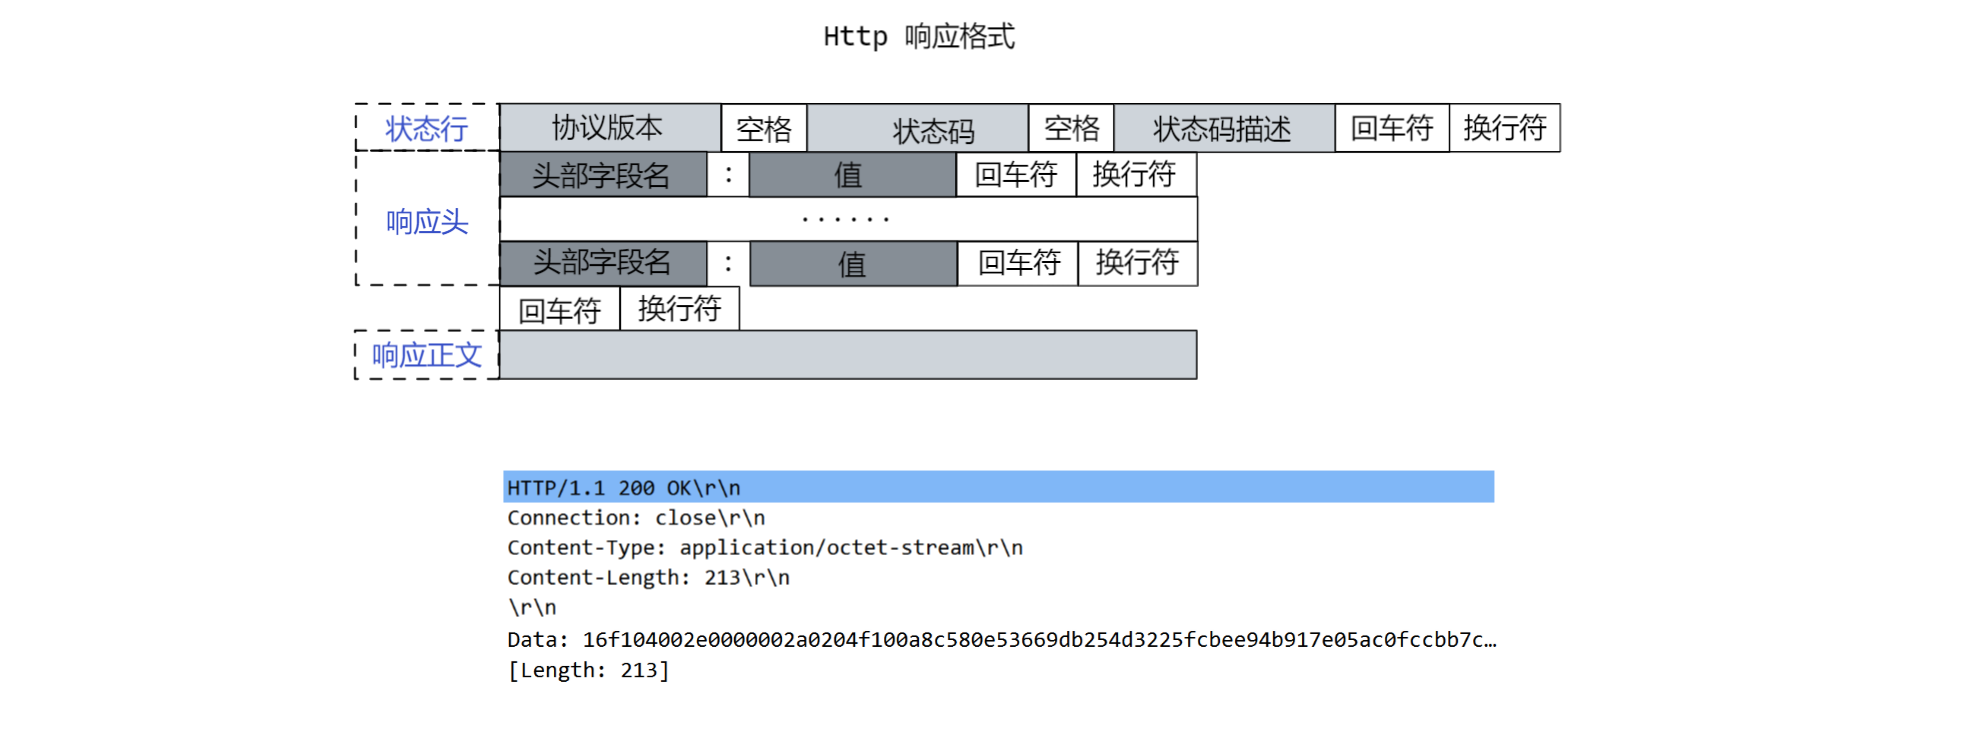 Http 响应格式
状态行 协议版本 空格 状态码 空格 状态码描述 回车符 换行符
头部字段名 : 值 回车符 换行符
响应头 ······
头部字段名 : 值 回车符 换行符
回车符 换行符
响应正文
HTTP/1.1 200 OK\r\n
Connection: close\r\n
Content-Type: application/octet-stream\r\n
Content-Length: 213\r\n
\r\n
Data: 16f104002e0000002a0204f100a8c580e53669db254d3225fcbee94b917e05ac0fccbb7c…
[Length: 213]